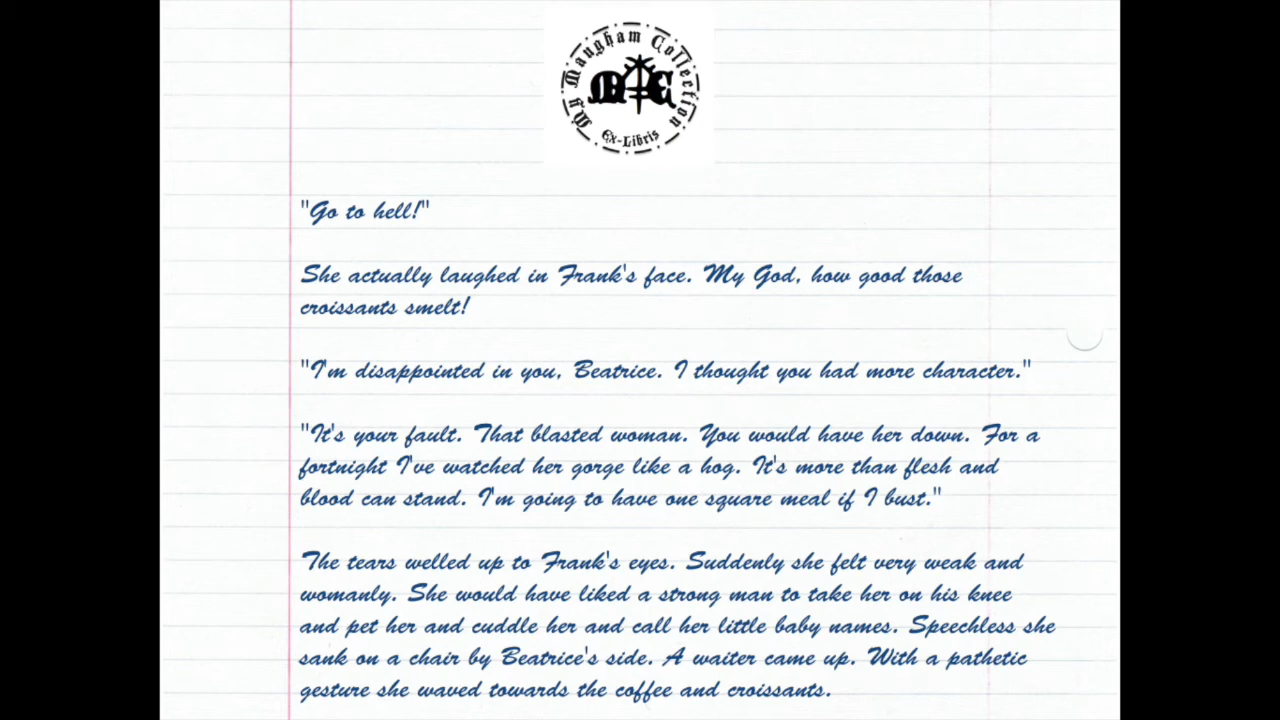 My Maugham Collection
M C
Ex-Libris
"Go to hell!"
She actually laughed in Frank's face. My God, how good those
croissants smelt!
"I'm disappointed in you, Beatrice. I thought you had more character."
"It's your fault. That blasted woman. You would have her down. For a
fortnight I've watched her gorge like a hog. It's more than flesh and
blood can stand. I'm going to have one square meal if I bust."
The tears welled up to Frank's eyes. Suddenly she felt very weak and
womanly. She would have liked a strong man to take her on his knee
and pet her and cuddle her and call her little baby names. Speechless she
sank on a chair by Beatrice's side. A waiter came up. With a pathetic
gesture she waved towards the coffee and croissants.